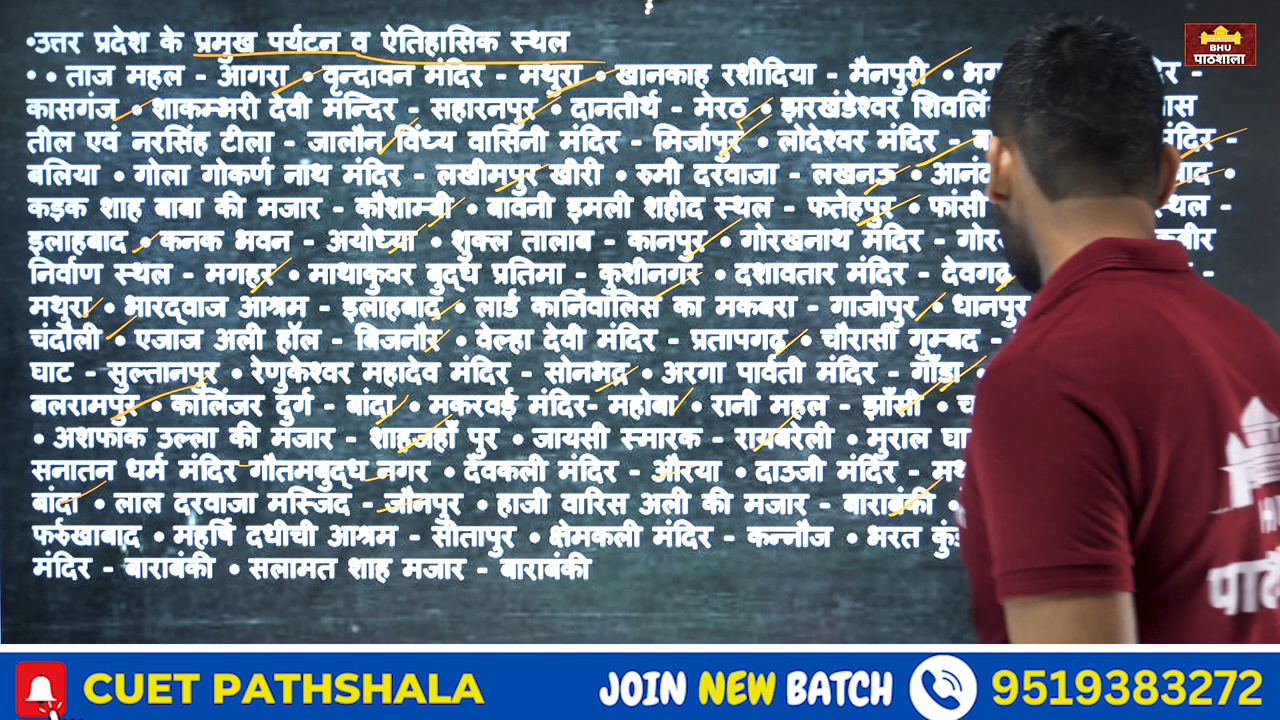 •उत्तर प्रदेश के प्रमुख पर्यटन व ऐतिहासिक स्थल
• • ताज महल - आगरा • वृन्दावन मंदिर - मथुरा • खानकाह रशीदिया - मैनपुरी •
कासगंज • शाकम्भरी देवी मन्दिर - सहारनपुर • दानतीर्थ - मेरठ • झरखंडेश्वर
तील एवं नरसिंह टीला - जालौन विंध्य वासिनी मंदिर - मिर्जापुर • लोदेश्वर मंदिर -
बलिया • गोला गोकर्ण नाथ मंदिर - लखीमपुर खीरी • रुमी दरवाजा - लखनऊ •
कड़क शाह बाबा की मजार - कौशाम्बी • बावनी इमली शहीद स्थल - फतेहपुर • फांसी स्थल -
इलाहबाद • कनक भवन - अयोध्या • शुक्ल तालाब - कानपुर • गोरखनाथ मंदिर -
निर्वाण स्थल - मगहर • माथाकुवर बुद्ध प्रतिमा - कुशीनगर • दशावतार मंदिर - देवगढ़ -
मथुरा • भारद्वाज आश्रम - इलाहबाद • लार्ड कार्निवालिस का मकबरा - गाजीपुर • धानपुर
चंदौली • एजाज अली हॉल - बिजनौर • वेल्हा देवी मंदिर - प्रतापगढ़ • चौरासी गुम्बद -
घाट - सुल्तानपुर • रेणुकेश्वर महादेव मंदिर - सोनभद्र • अरगा पार्वती मंदिर - गोंडा •
बलरामपुर • कालिंजर दुर्ग - बांदा • मकरवई मंदिर- महोबा • रानी महल - झाँसी •
• अशफाक उल्ला की मजार - शाहजहाँ पुर • जायसी स्मारक - रायबरेली • मुराल
सनातन धर्म मंदिर गौतमबुद्ध नगर • देवकली मंदिर - औरया • दाउजी मंदिर -
बांदा • लाल दरवाजा मस्जिद - जौनपुर • हाजी वारिस अली की मजार - बाराबंकी •
फर्रुखाबाद • महर्षि दधीची आश्रम - सीतापुर • क्षेमकली मंदिर - कन्नौज • भरत
मंदिर - बाराबंकी • सलामत शाह मजार - बाराबंकी
BHU
पाठशाला
CUET PATHSHALA JOIN NEW BATCH 9519383272